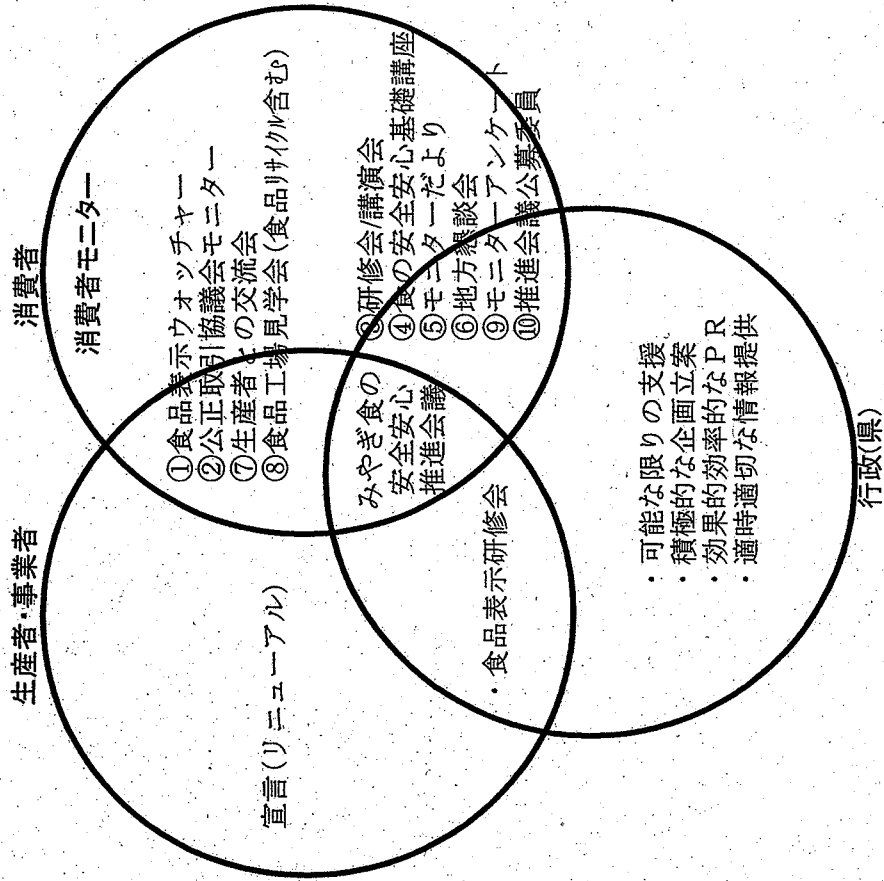 生産者・事業者
消費者
消費者モニター
①食品表示ウォッチャー
②公正取引協議会モニター
⑦生産者との交流会
⑧食品工場見学会(食品リサイクル含む)
宣言(リニューアル)
みやぎ食の
安全安心
推進会議
③研修会/講演会
④食の安全安心基礎講座
⑤モニターだより
⑥地方懇談会
⑨モニターアンケート
⑩推進会議公募委員
・食品表示研修会
・可能な限りの支援
・積極的な企画立案
・効果的効率的なPR
・適時適切な情報提供
行政(県)